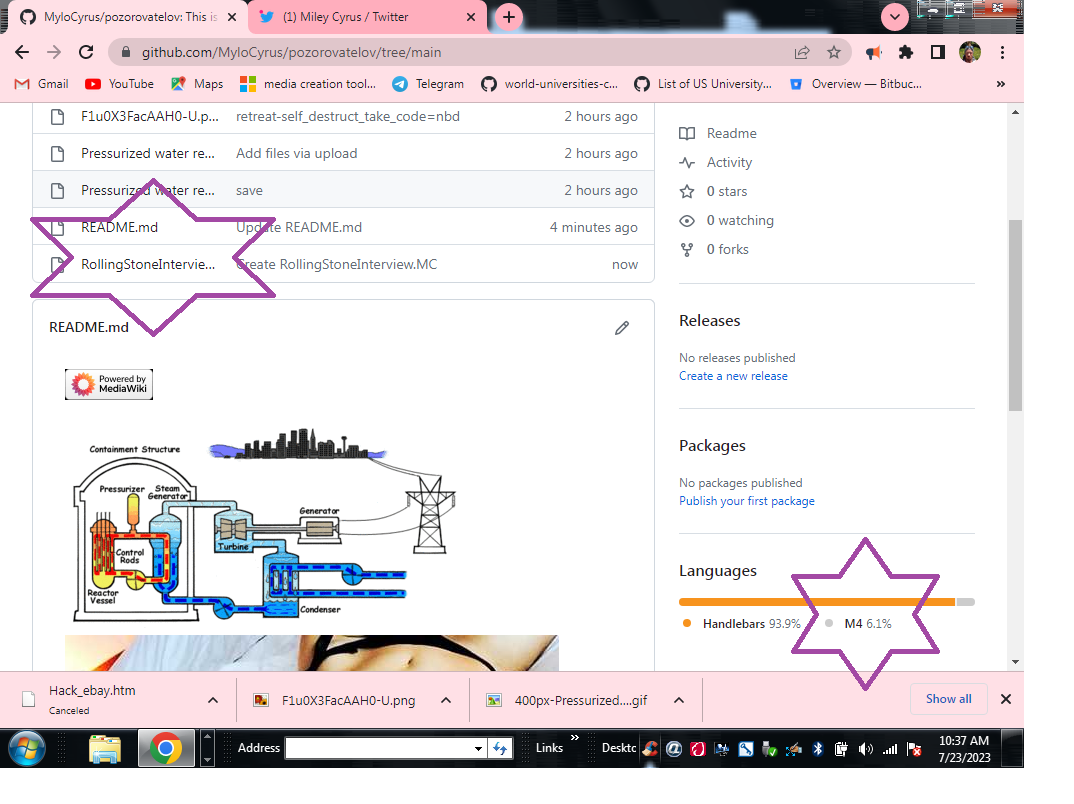 MyloCyrus/pozorovatelov: This is
(1) Miley Cyrus / Twitter
github.com/MyloCyrus/pozorovatelov/tree/main
Gmail
YouTube
Maps
media creation tool...
Telegram
world-universities-c...
List of US University...
Overview — Bitbuc...
»
F1u0X3FacAAH0-U.p... retreat-self_destruct_take_code=nbd 2 hours ago
Pressurized water re... Add files via upload 2 hours ago
Pressurized water re... save 2 hours ago
README.md Update README.md 4 minutes ago
RollingStoneIntervie... Create RollingStoneInterview.MC now
README.md
Powered by
MediaWiki
Containment Structure
Pressurizer
Steam
Generator
Generator
Turbine
Control
Rods
Reactor
Vessel
Condenser
Readme
Activity
0 stars
0 watching
0 forks
Releases
No releases published
Create a new release
Packages
No packages published
Publish your first package
Languages
Handlebars 93.9%
M4 6.1%
Hack_ebay.htm
Canceled
F1u0X3FacAAH0-U.png
400px-Pressurized....gif
Show all
Address
Links
»
Desktc
10:37 AM
7/23/2023